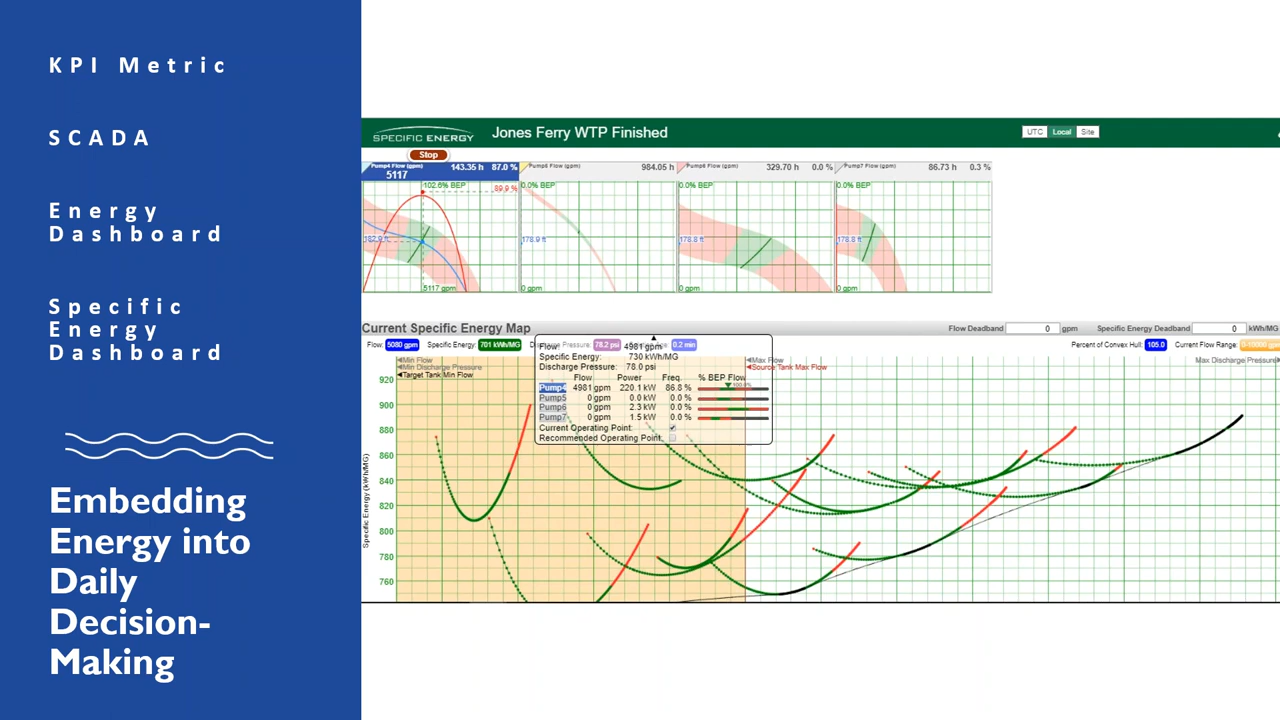 KPI Metric
SCADA
Energy
Dashboard
Specific
Energy
Dashboard
Embedding
Energy into
Daily
Decision-
Making
SPECIFIC ENERGY
Jones Ferry WTP Finished
UTC Local Site
Stop
Pump4 Flow (gpm) 143.35 h 87.0 %
5117
102.6% BEP 89.9 %
182.9 ft
5117 gpm
Pump5 Flow (gpm) 984.05 h
0.0% BEP
178.9 ft
0 gpm
Pump6 Flow (gpm) 329.70 h 0.0 %
0.0% BEP
178.8 ft
0 gpm
Pump7 Flow (gpm) 86.73 h 0.3 %
0.0% BEP
178.8 ft
0 gpm
Current Specific Energy Map
Flow Deadband 0 gpm Specific Energy Deadband 0 kWh/MG
Flow: 5080 gpm Specific Energy: 701 kWh/MG Pressure: 78.2 psi 0.2 min
Percent of Convex Hull: 105.0 Current Flow Range: 0-10000 gpm
Min Flow
Min Discharge Pressure
Target Tank Min Flow
Max Flow
Source Tank Max Flow
Max Discharge Pressure
Flow: 4981 gpm
Specific Energy: 730 kWh/MG
Discharge Pressure: 78.0 psi
Flow Power Freq. % BEP Flow
Pump4 4981 gpm 220.1 kW 86.8 %
Pump5 0 gpm 0.0 kW 0.0 %
Pump6 0 gpm 2.3 kW 0.0 %
Pump7 0 gpm 1.5 kW 0.0 %
Current Operating Point:
Recommended Operating Point:
Specific Energy (kWh/MG)
920
900
880
860
840
820
800
780
760